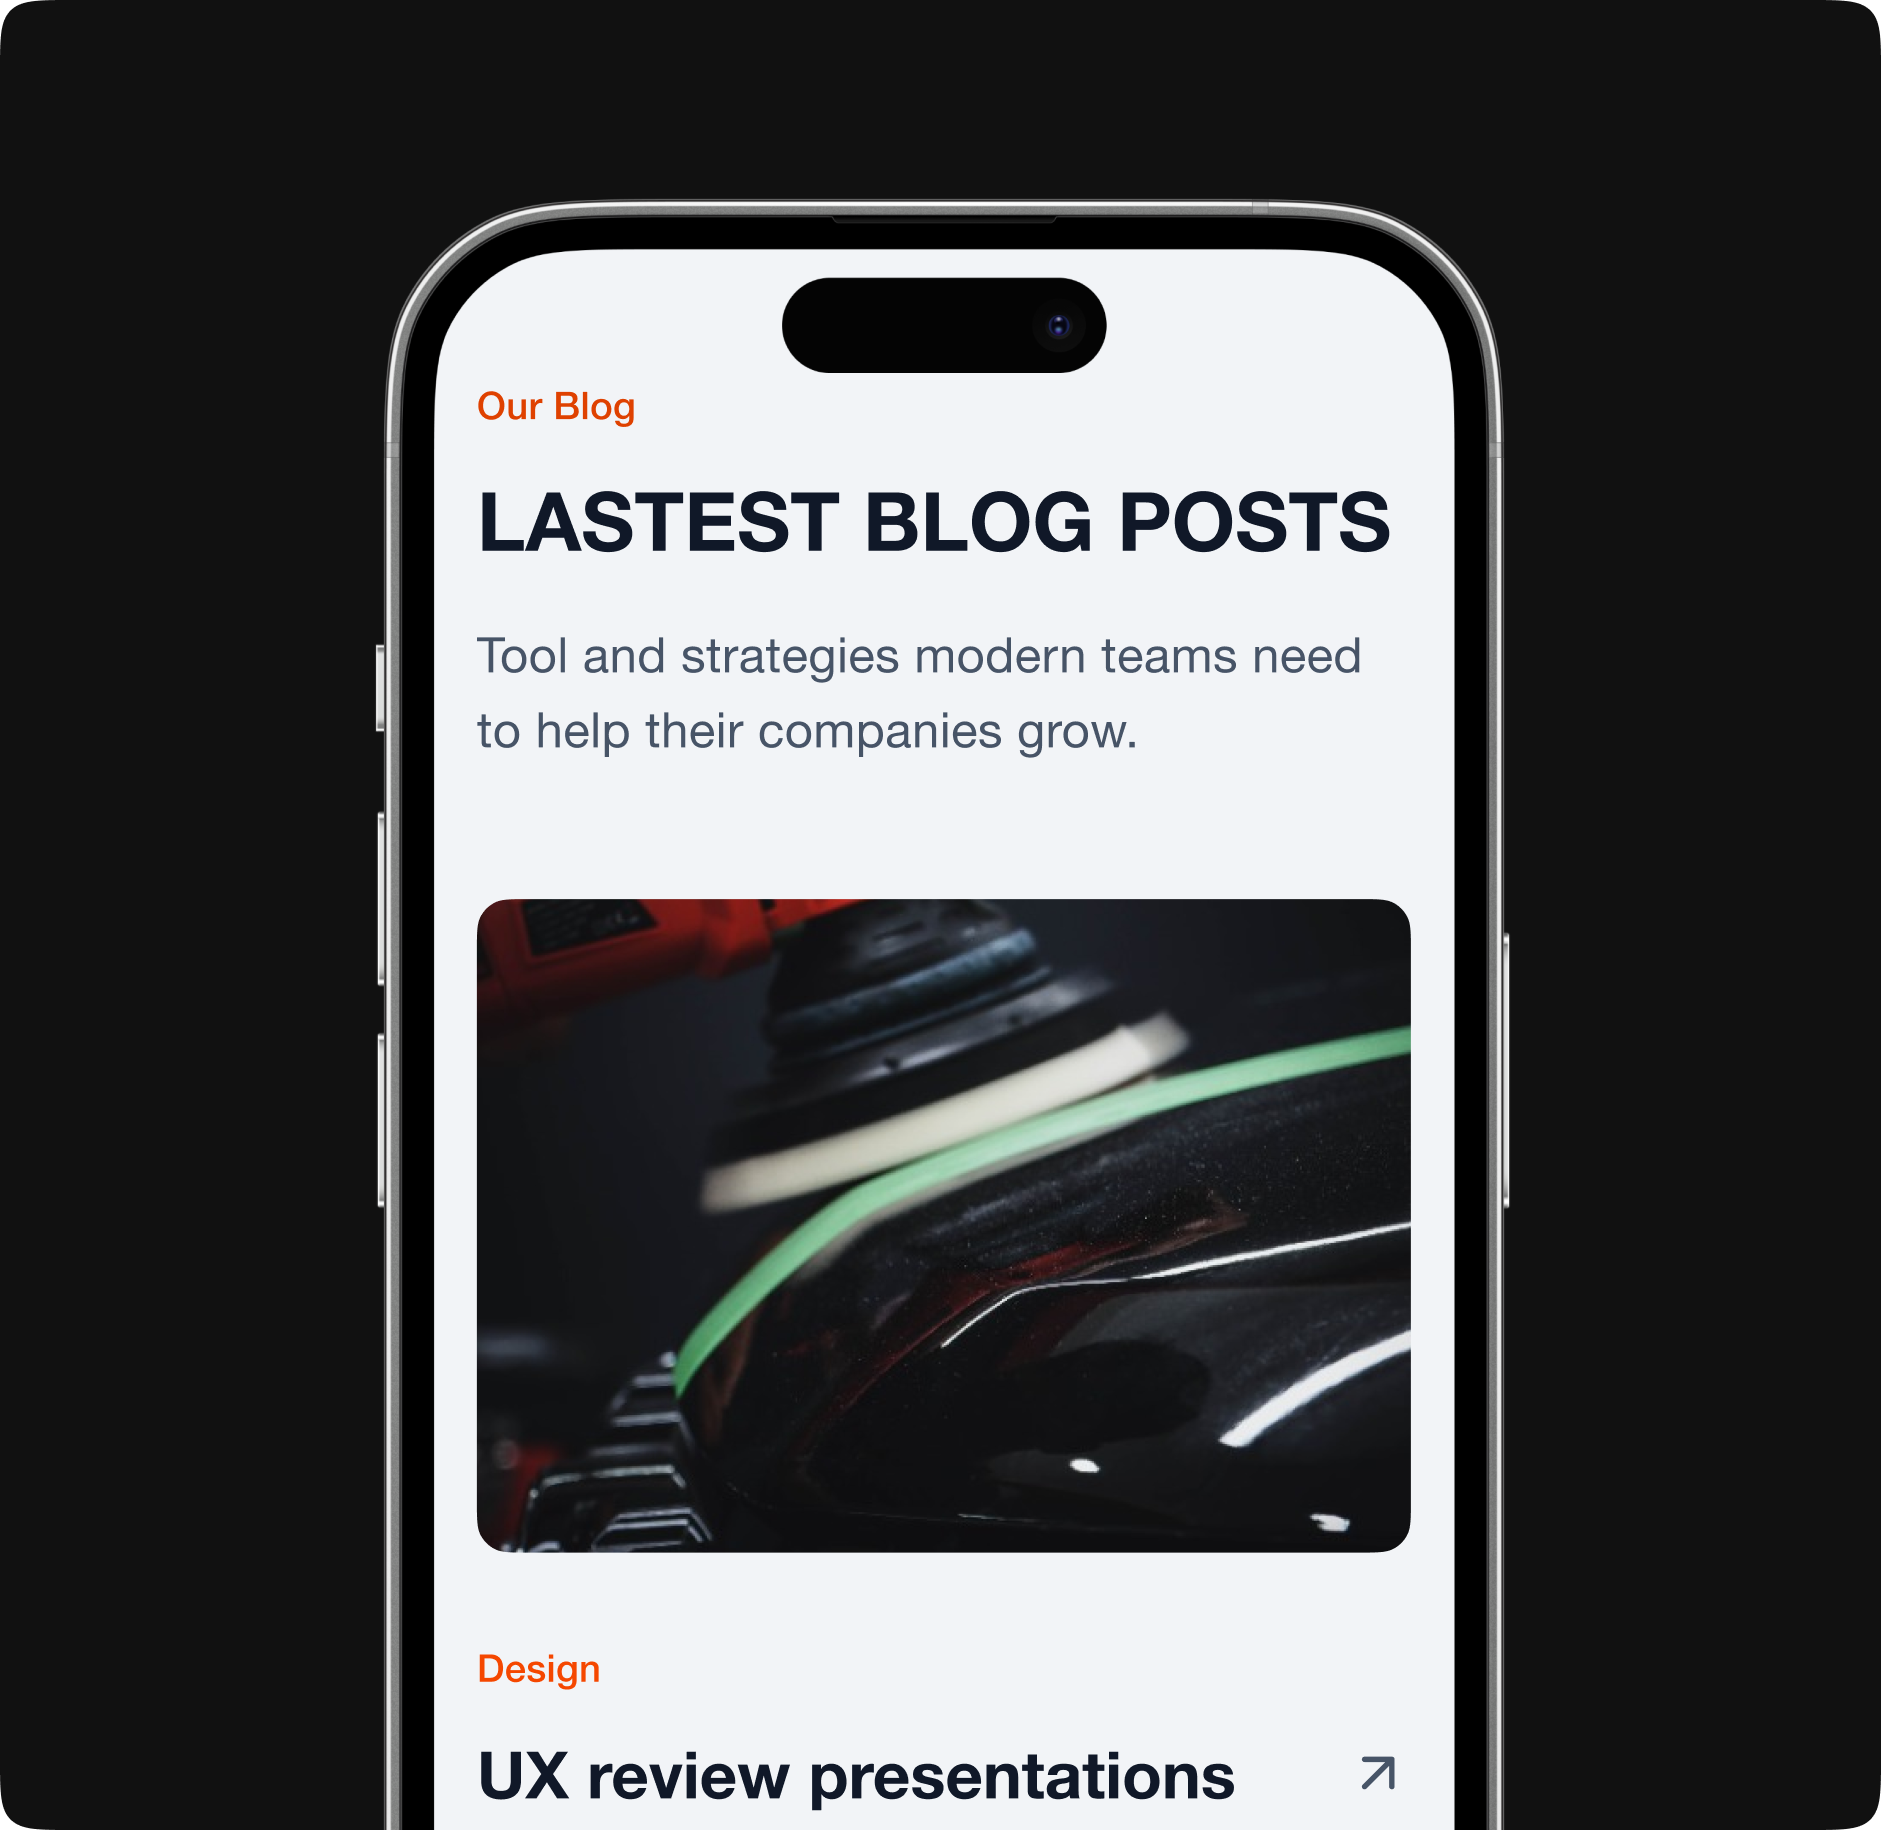 Our Blog
LASTEST BLOG POSTS
Tool and strategies modern teams need
to help their companies grow.
Design
UX review presentations